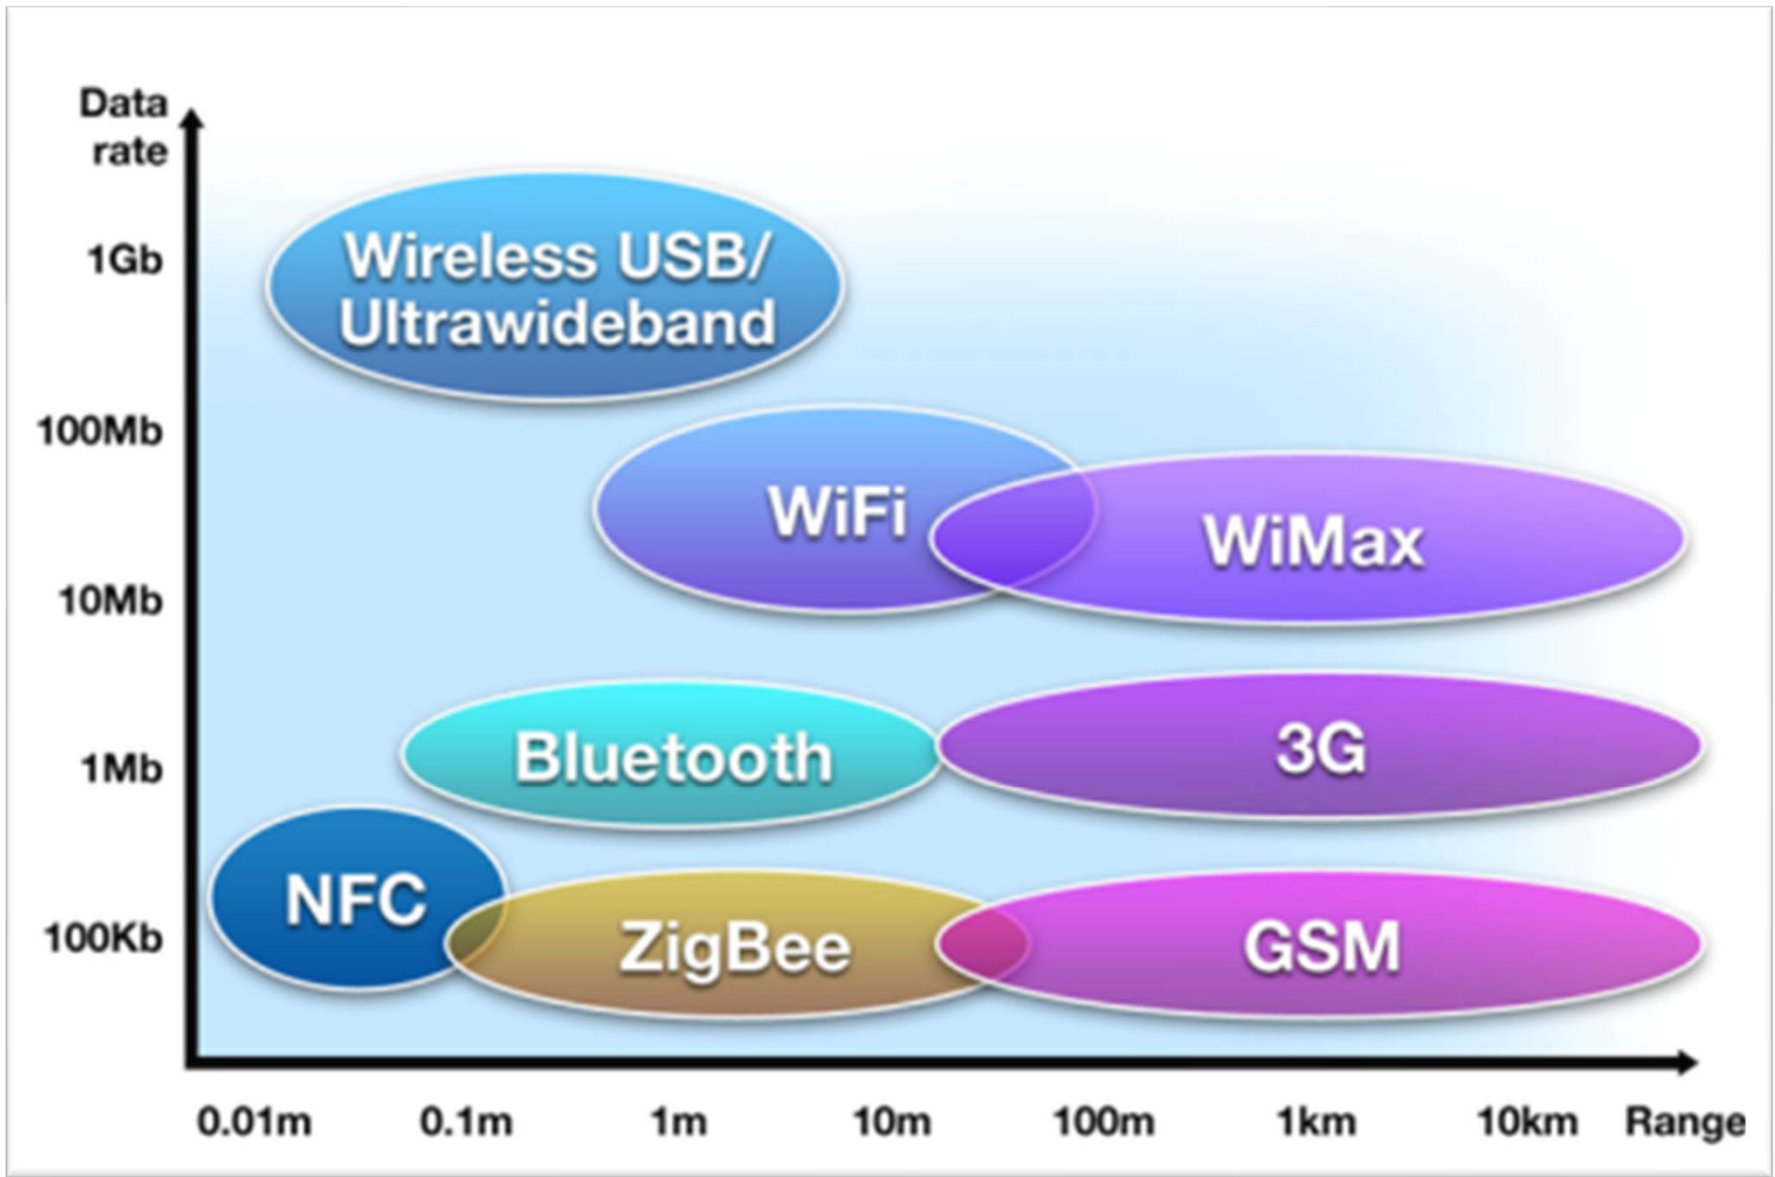 Data
rate
1Gb
100Mb
10Mb
1Mb
100Kb
Wireless USB/
Ultrawideband
WiFi
WiMax
Bluetooth
3G
NFC
ZigBee
GSM
0.01m 0.1m 1m 10m 100m 1km 10km Range